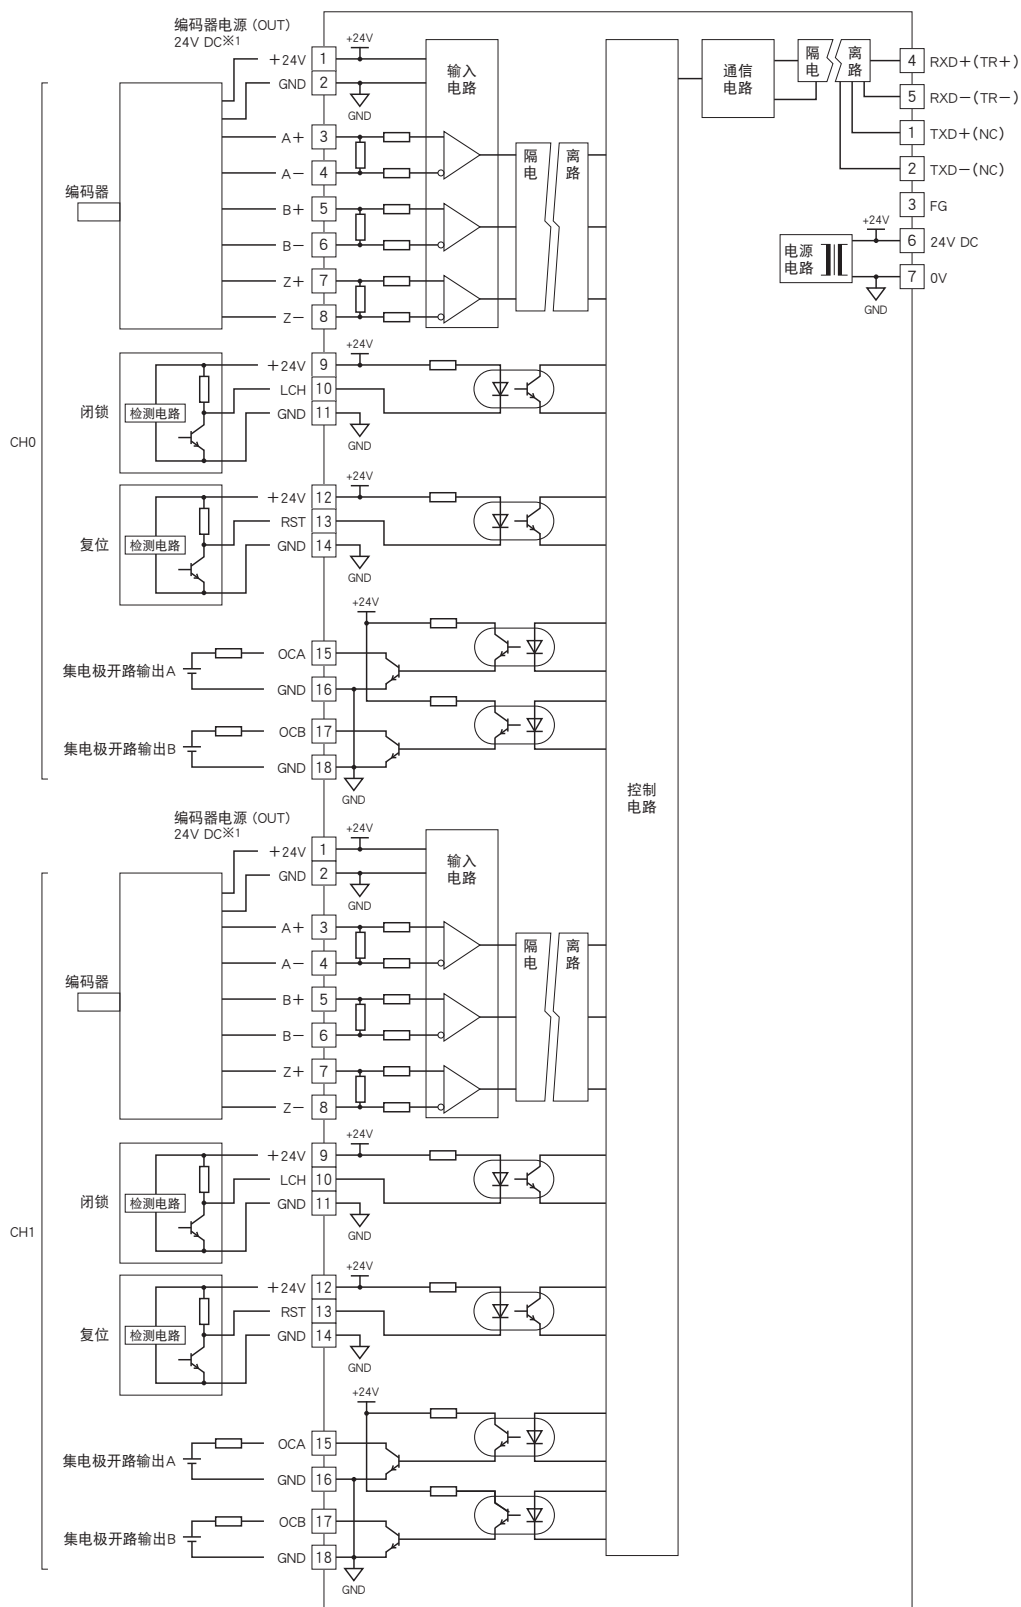 编码器电源 (OUT)
24V DC※1
+24V
＋24V 1
GND 2
GND
A＋ 3
A－ 4
B＋ 5
B－ 6
Z＋ 7
Z－ 8
编码器
输入
电路
隔 离
电 路
+24V
＋24V 9
LCH 10
GND 11
GND
闭锁
检测电路
CH0
+24V
＋24V 12
RST 13
GND 14
GND
复位
检测电路
+24V
OCA 15
集电极开路输出A
GND 16
OCB 17
集电极开路输出B
GND 18
GND
控制
电路
通信
电路
隔 离
电 路
4 RXD＋(TR＋)
5 RXD－(TR－)
1 TXD＋(NC)
2 TXD－(NC)
3 FG
+24V
6 24V DC
电源
电路
7 0V
GND
编码器电源 (OUT)
24V DC※1
+24V
＋24V 1
GND 2
GND
A＋ 3
A－ 4
B＋ 5
B－ 6
Z＋ 7
Z－ 8
编码器
输入
电路
隔 离
电 路
+24V
＋24V 9
LCH 10
GND 11
GND
闭锁
检测电路
CH1
+24V
＋24V 12
RST 13
GND 14
GND
复位
检测电路
+24V
OCA 15
集电极开路输出A
GND 16
OCB 17
集电极开路输出B
GND 18
GND